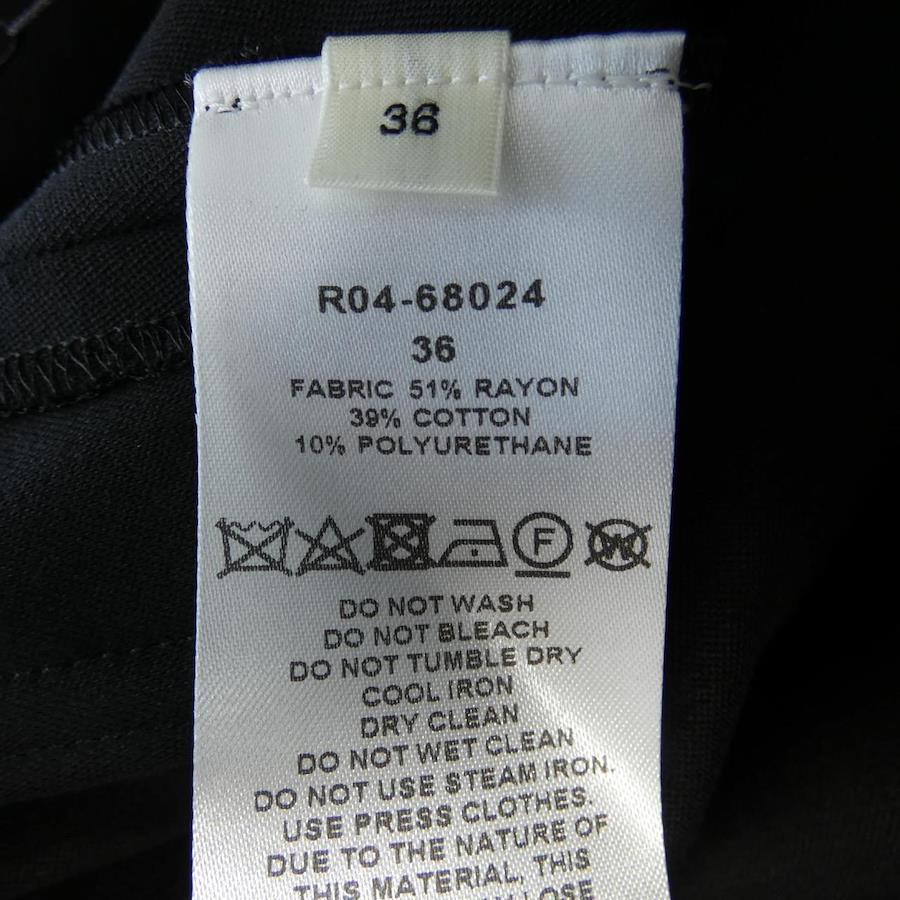 36
R04-68024
36
FABRIC 51% RAYON
39% COTTON
10% POLYURETHANE
F W
DO NOT WASH
DO NOT BLEACH
DO NOT TUMBLE DRY
COOL IRON
DRY CLEAN
DO NOT WET CLEAN
DO NOT USE STEAM IRON.
USE PRESS CLOTHES.
DUE TO THE NATURE OF
THIS MATERIAL, THIS
LOSE